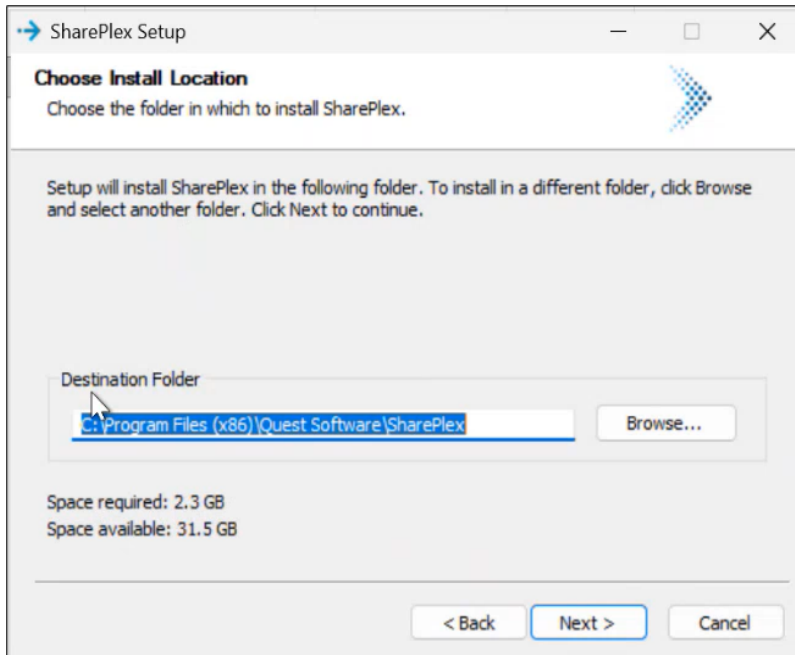 SharePlex Setup
Choose Install Location
Choose the folder in which to install SharePlex.
Setup will install SharePlex in the following folder. To install in a different folder, click Browse
and select another folder. Click Next to continue.
Destination Folder
C:\Program Files (x86)\Quest Software\SharePlex
Browse...
Space required: 2.3 GB
Space available: 31.5 GB
< Back
Next >
Cancel